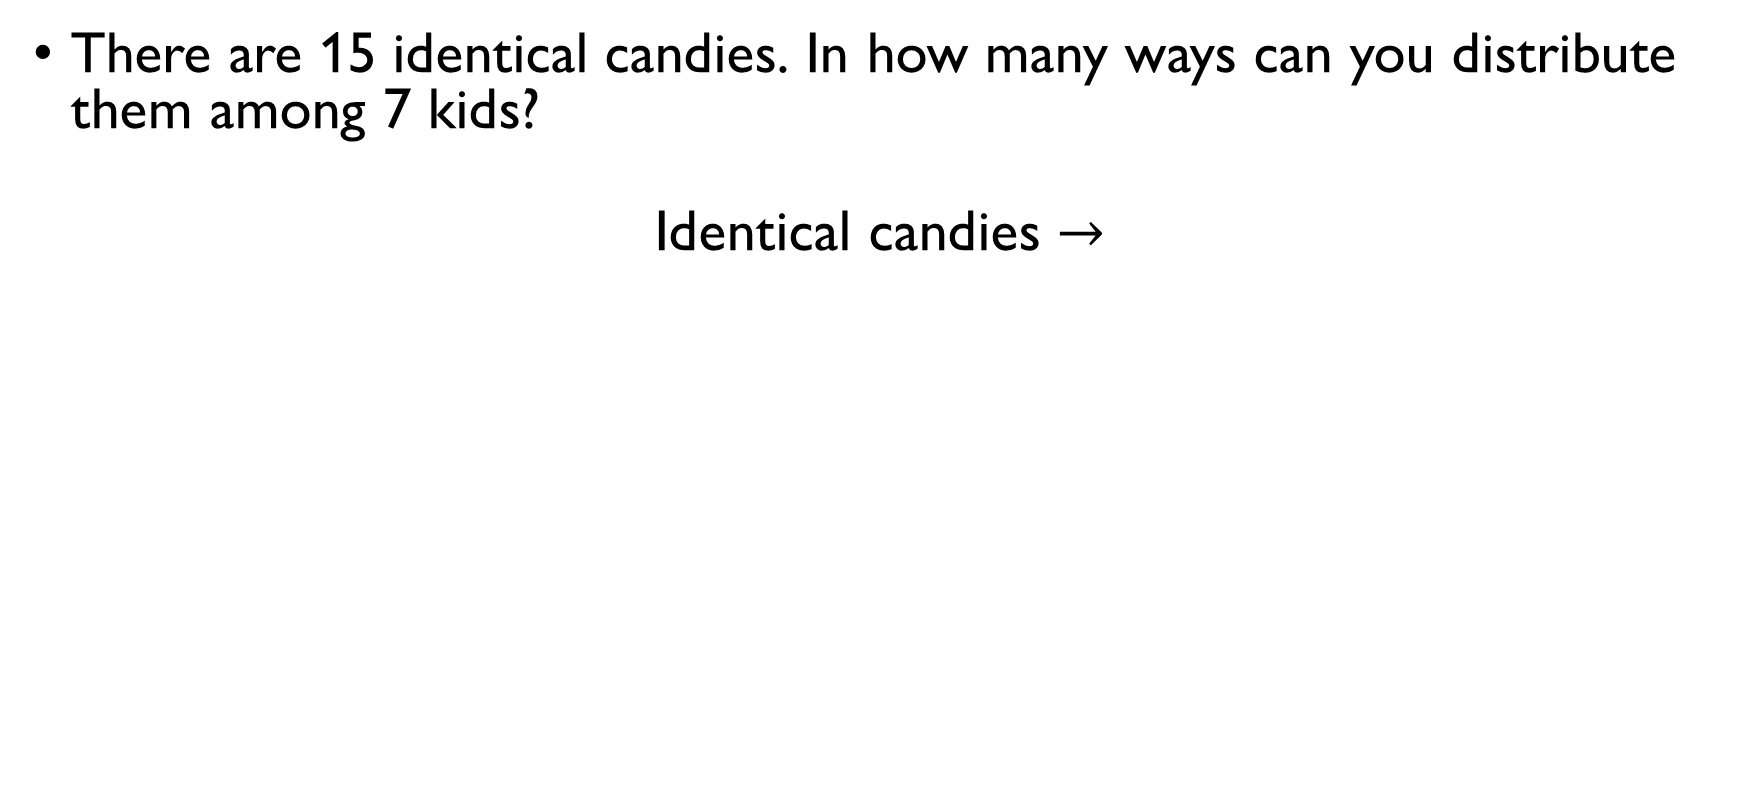 • There are 15 identical candies. In how many ways can you distribute
them among 7 kids?
Identical candies →